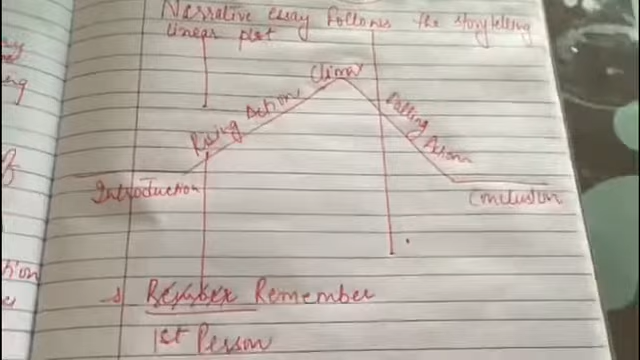 Narrative essay follows the storytelling
linear plot
Climax
Rising Action
Falling Action
Introduction
Conclusion
Remember
1st Person